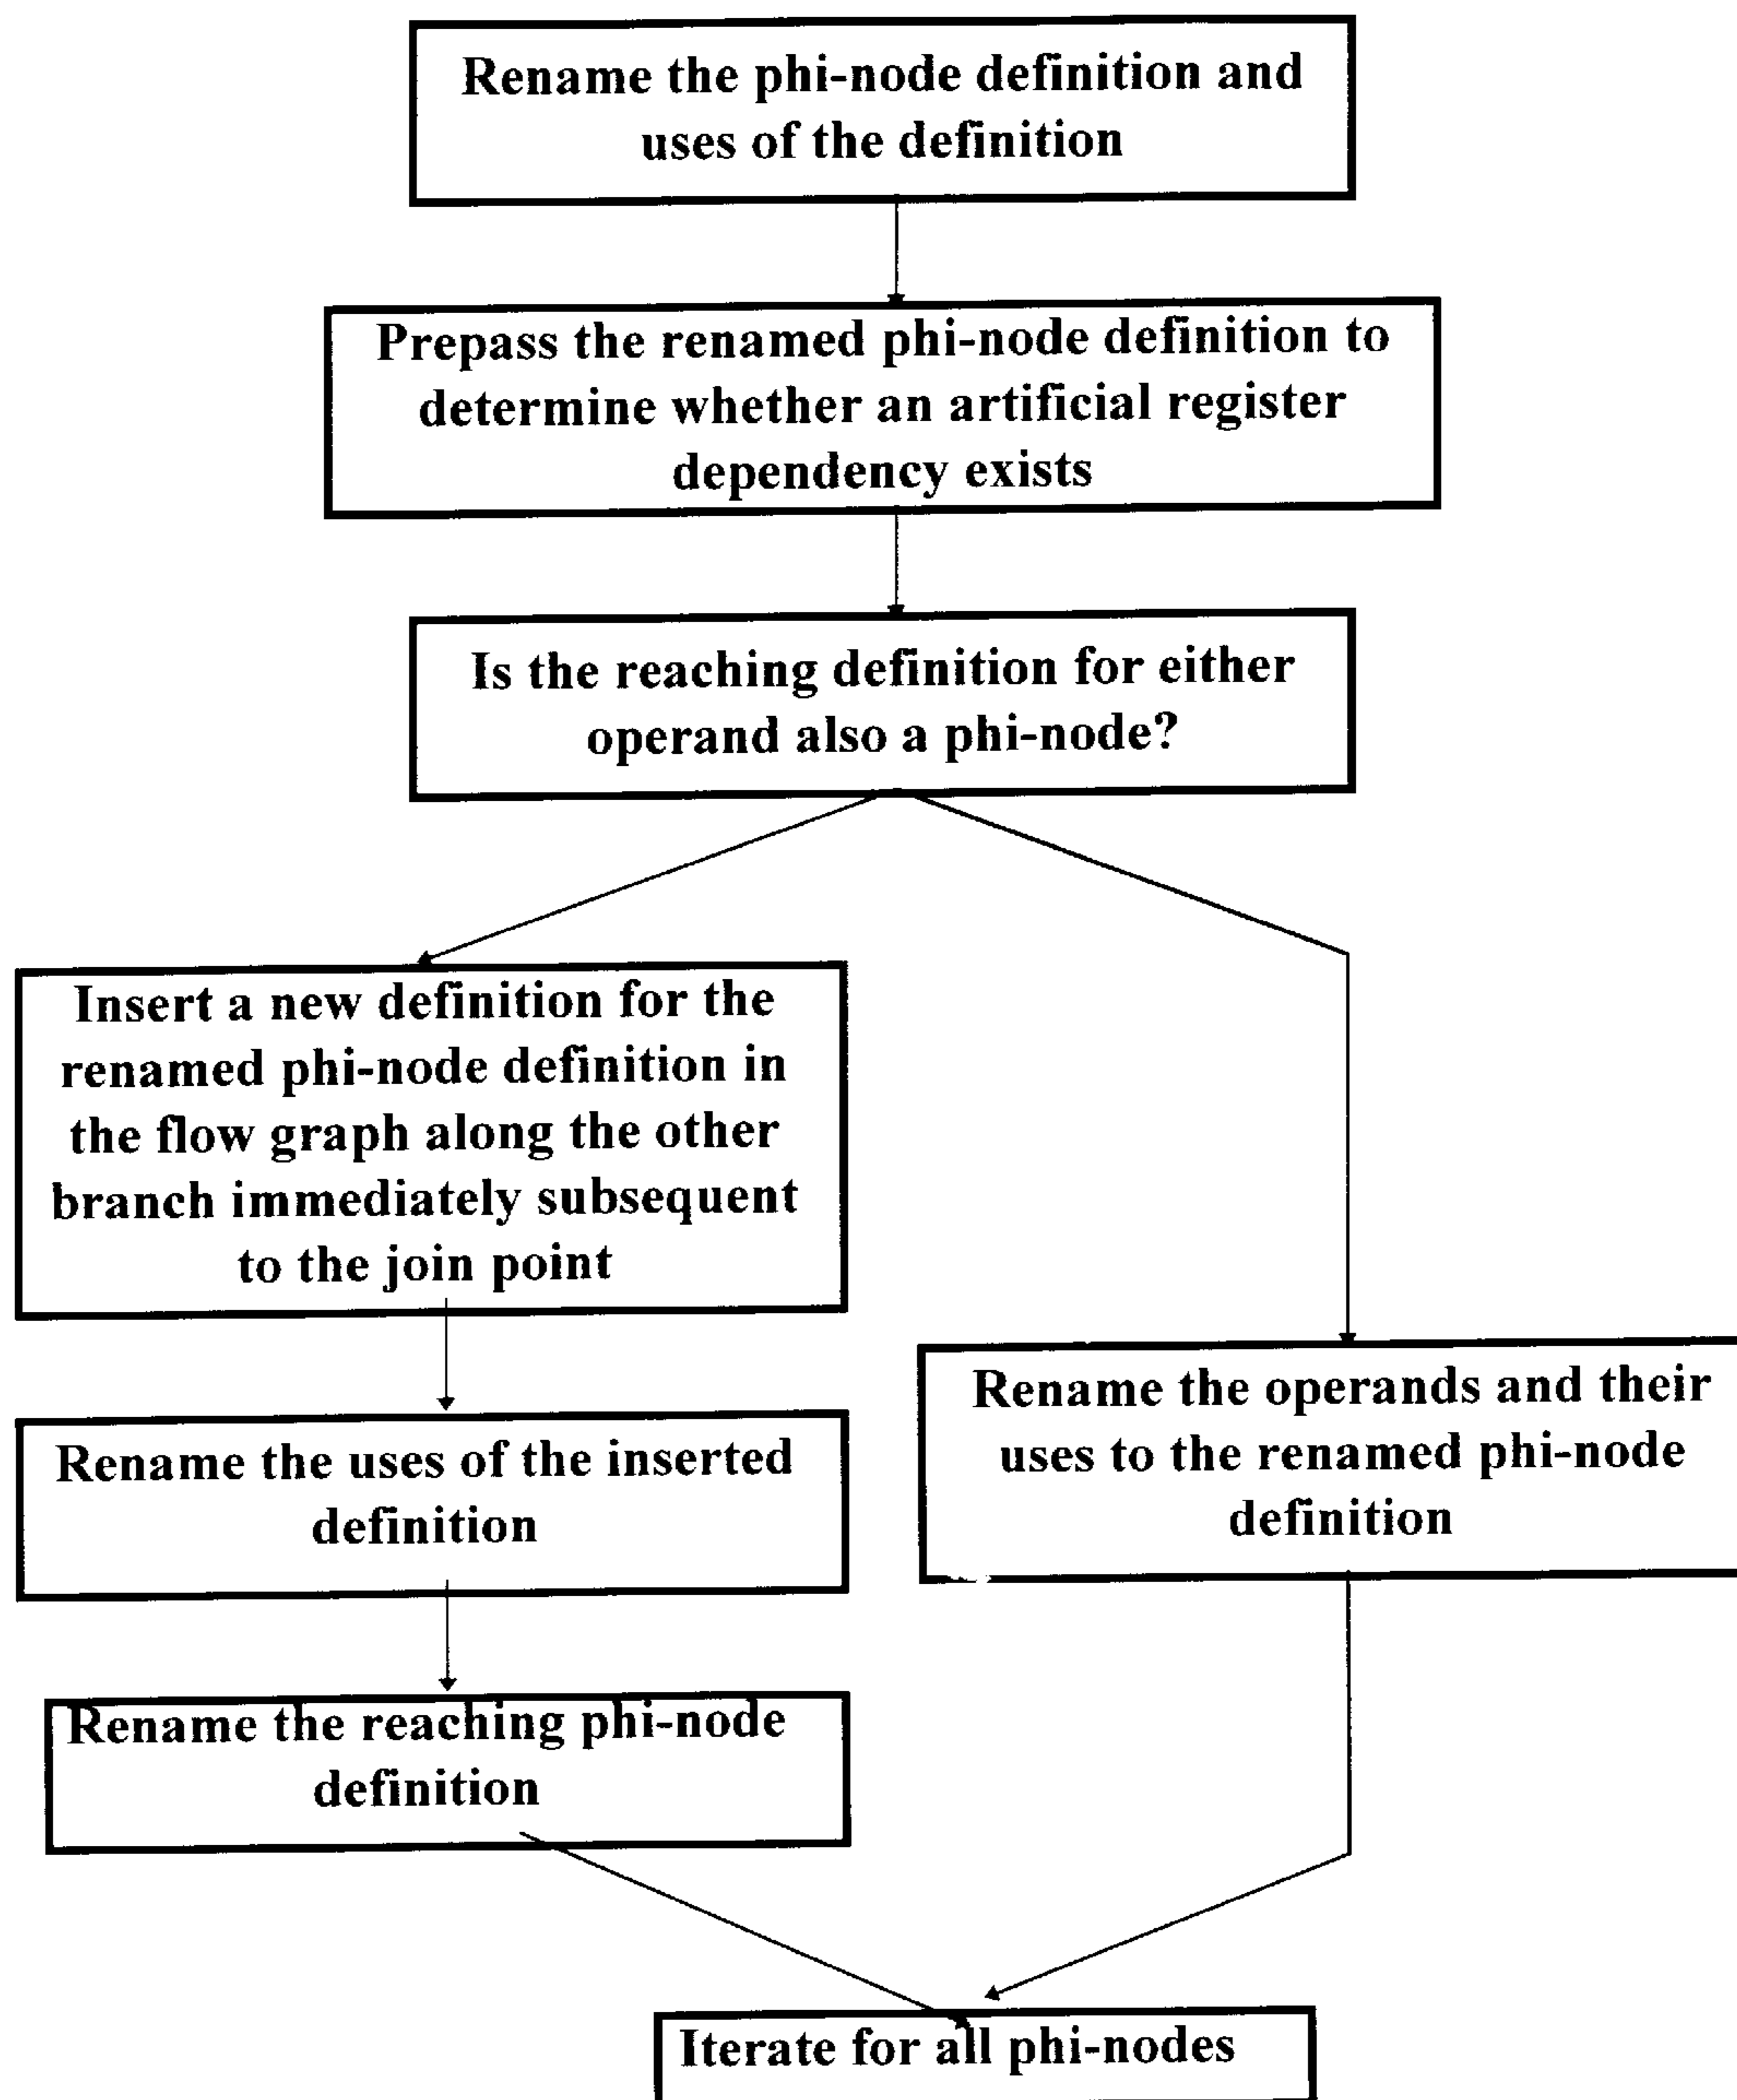 Rename the phi-node definition and
uses of the definition
Prepass the renamed phi-node definition to
determine whether an artificial register
dependency exists
Is the reaching definition for either
operand also a phi-node?
Insert a new definition for the
renamed phi-node definition in
the flow graph along the other
branch immediately subsequent
to the join point
Rename the uses of the inserted
definition
Rename the reaching phi-node
definition
Rename the operands and their
uses to the renamed phi-node
definition
Iterate for all phi-nodes